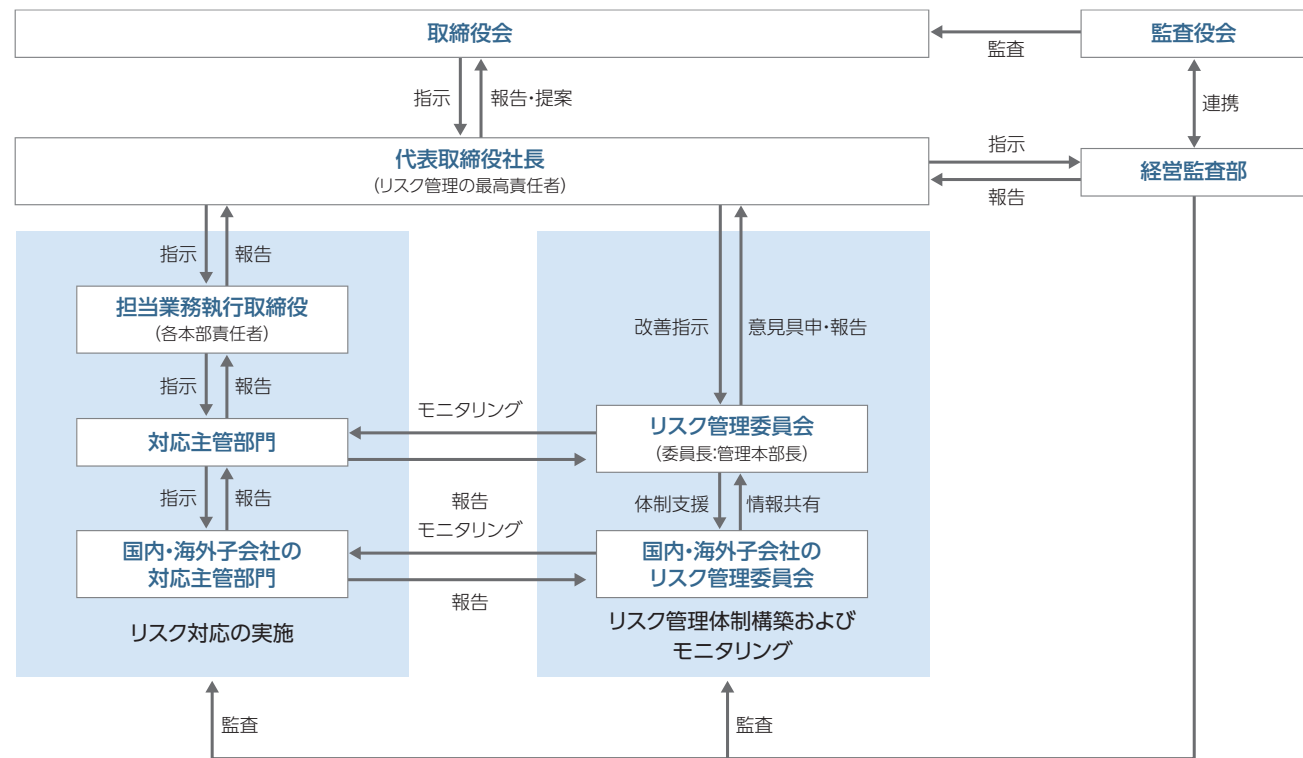 取締役会
監査
監査役会
指示
報告・提案
連携
代表取締役社長
(リスク管理の最高責任者)
指示
報告
経営監査部
指示
報告
担当業務執行取締役
(各本部責任者)
改善指示
意見具申・報告
指示
報告
モニタリング
対応主管部門
リスク管理委員会
(委員長:管理本部長)
報告
指示
報告
体制支援
情報共有
モニタリング
国内・海外子会社の
対応主管部門
国内・海外子会社の
リスク管理委員会
報告
リスク対応の実施
リスク管理体制構築および
モニタリング
監査
監査